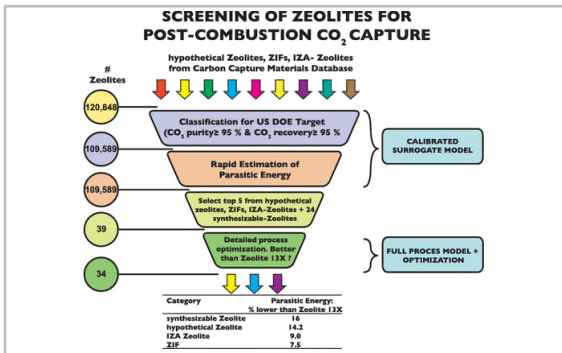 SCREENING OF ZEOLITES FOR
POST-COMBUSTION CO2 CAPTURE
hypothetical Zeolites, ZIFs, IZA- Zeolites
from Carbon Capture Materials Database
#
Zeolites
120,848
Classification for US DOE Target
(CO2 purity≥ 95 % & CO2 recovery≥ 95 %
109,589
CALIBRATED
SURROGATE MODEL
Rapid Estimation of
Parasitic Energy
109,589
Select top 5 from hypothetical
zeolites, ZIFs, IZA-Zeolites + 24
synthesizable-Zeolites
39
Detailed process
optimization. Better
than Zeolite 13X ?
FULL PROCES MODEL +
OPTIMIZATION
34
Category Parasitic Energy:
% lower than Zeolite 13X
synthesizable Zeolite 16
hypothetical Zeolite 14.2
IZA Zeolite 9.0
ZIF 7.5